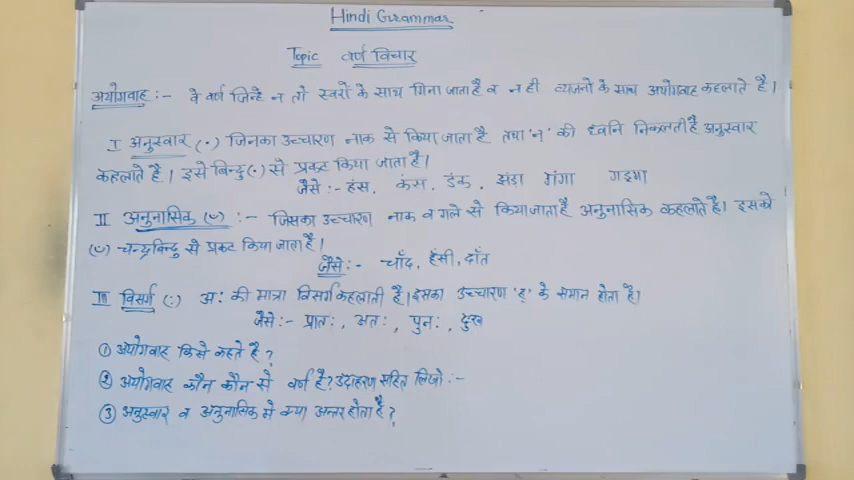 Hindi Grammar
Topic वर्ण विचार
अयोगवाह :- वे वर्ण जिन्हे न तो स्वरों के साथ गिना जाता है व न ही व्यजनों के साथ अयोगवाह कहलाते है।
I अनुस्वार (•) जिनका उच्चारण नाक से किया जाता है तथा 'न्' की ध्वनि निकलती है अनुस्वार
कहलाते है। इसे बिन्दु (•) से प्रकट किया जाता है।
जैसे :- हंस, कंस, डंक, झंडा गंगा
II अनुनासिक (ँ) :- जिसका उच्चारण नाक व गले से किया जाता है अनुनासिक कहलाते है। इसको
(ँ) चन्द्रबिन्दु से प्रकट किया जाता है।
जैसे :- चाँद, हँसी, दाँत
III विसर्ग (:) अ: की मात्रा विसर्ग कहलाती है। इसका उच्चारण 'ह्' के समान होता है।
जैसे :- प्रात:, अत:, पुन:, दुख
① अयोगवाह किसे कहते है?
② अयोगवाह कौन कौन से वर्ण है? उदाहरण सहित लिखो :-
③ अनुस्वार व अनुनासिक मे क्या अन्तर होता है?